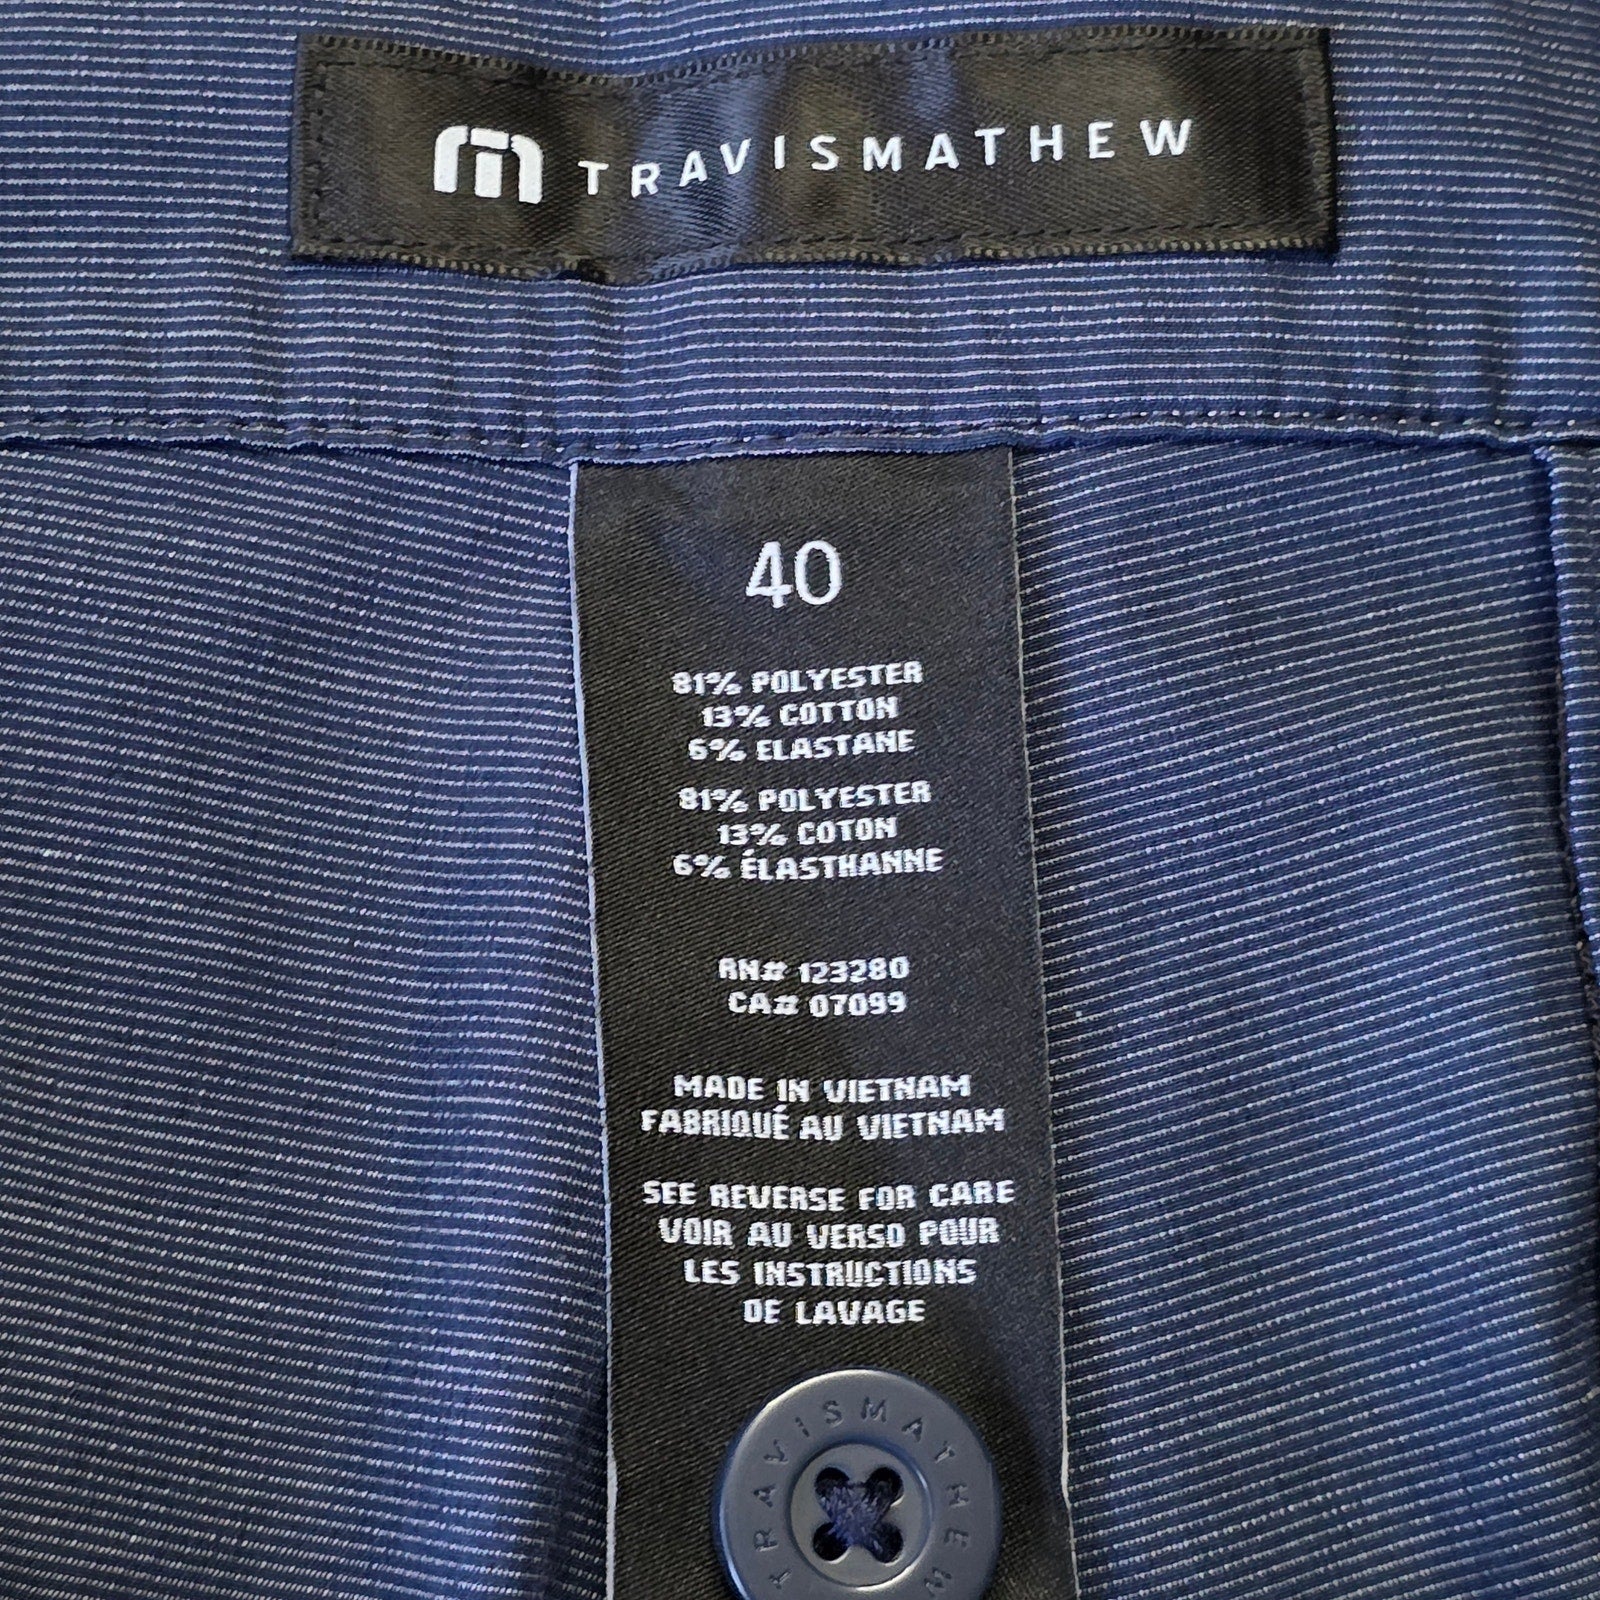 TRAVISMATHEW
40
81% POLYESTER
13% COTTON
6% ELASTANE
81% POLYESTER
13% COTON
6% ÉLASTHANNE
RN# 123280
CA# 07099
MADE IN VIETNAM
FABRIQUÉ AU VIETNAM
SEE REVERSE FOR CARE
VOIR AU VERSO POUR
LES INSTRUCTIONS
DE LAVAGE
TRAVISMATHEW